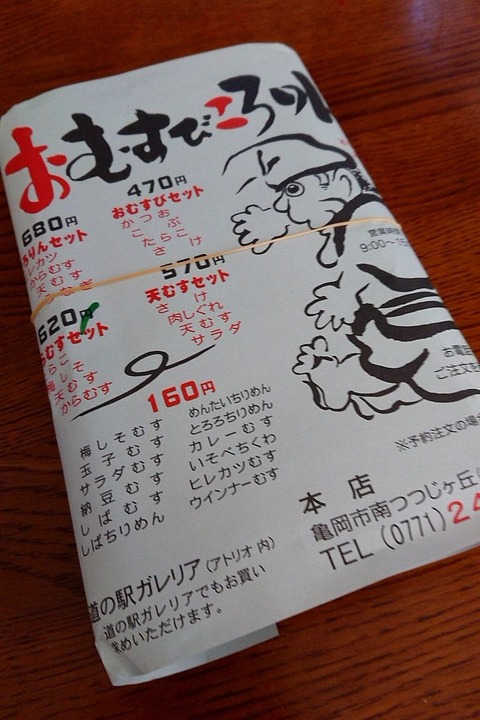 おむすびころりん
470円
おむすびセット
かつおぶ
こんぶ
たらこ
さけ
680円
ろりんセット
ヒレカツ
からむす
天むす
570円
天むすセット
さけ
肉しぐれ
天むす
サラダ
620円
むすセット
らこ
梅しそ
天むす
からむす
160円
梅しそむす
玉子むす
サラダむす
納豆むす
しばむす
しばちりめん
めんたいちりめん
とろろちりめん
カレーむす
いそべちくわ
ヒレカツむす
ウインナーむす
営業時間
9:00〜
お電話
ご注文
※予約注文の場合
本店
亀岡市南つつじヶ丘
TEL (0771) 24
道の駅ガレリア(アトリオ内)
道の駅ガレリアでもお買い
求めいただけます。